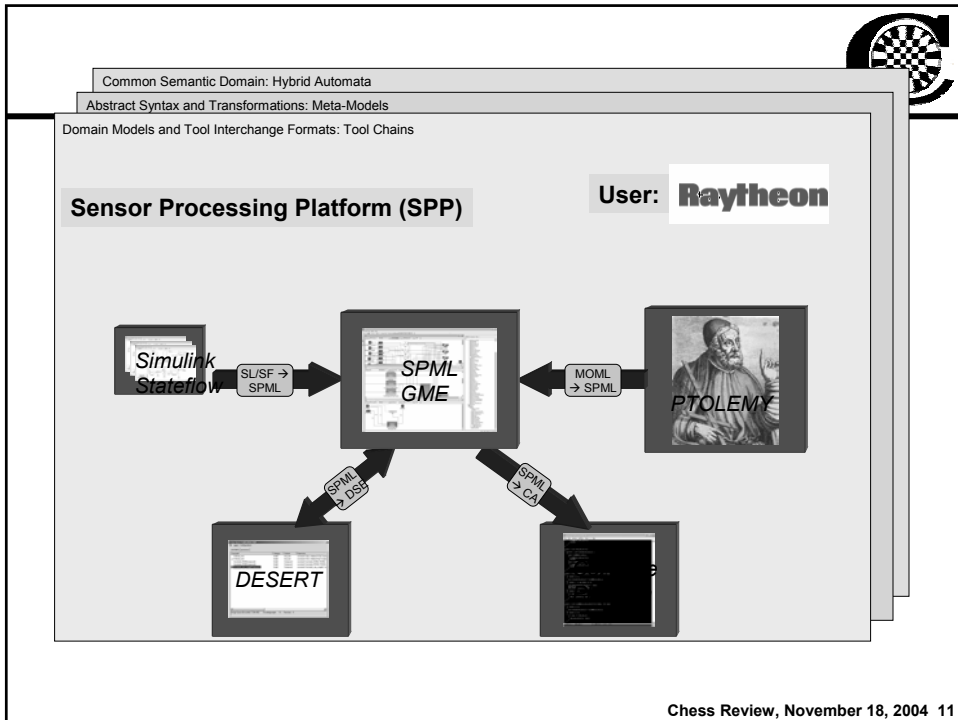 Common Semantic Domain: Hybrid Automata
Abstract Syntax and Transformations: Meta-Models
Domain Models and Tool Interchange Formats: Tool Chains
Sensor Processing Platform (SPP)
User: Raytheon
Simulink
Stateflow
SL/SF →
SPML
SPML
GME
MOML
→ SPML
PTOLEMY
SPML
→ DSE
SPML
→ CA
DESERT
Chess Review, November 18, 2004 11